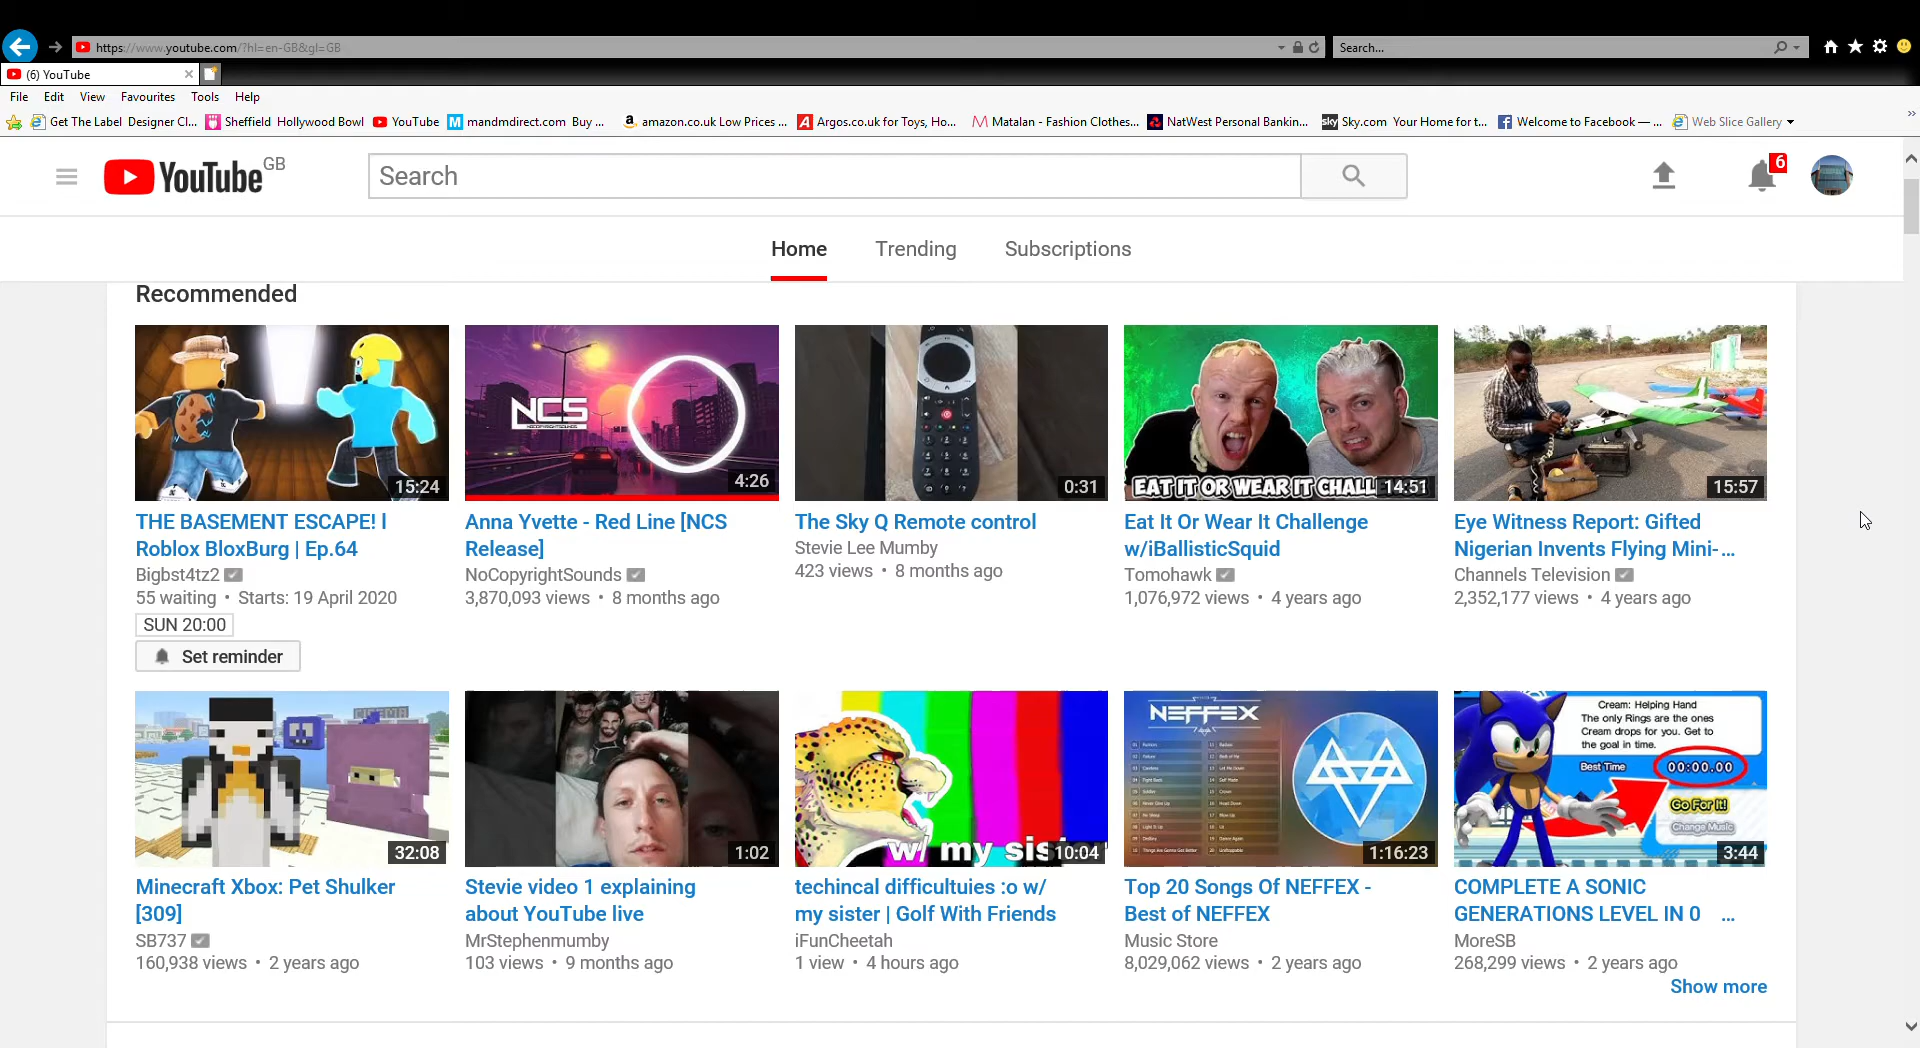 https://www.youtube.com/?hl=en-GB&gl=GB
Search...
(6) YouTube
File Edit View Favourites Tools Help
Get The Label Designer Cl... Sheffield Hollywood Bowl YouTube mandmdirect.com Buy ... amazon.co.uk Low Prices ... Argos.co.uk for Toys, Ho... Matalan - Fashion Clothes... NatWest Personal Bankin... sky Sky.com Your Home for t... Welcome to Facebook — ... Web Slice Gallery
YouTube GB
Search
6
Home Trending Subscriptions
Recommended
15:24
THE BASEMENT ESCAPE! l
Roblox BloxBurg | Ep.64
Bigbst4tz2
55 waiting • Starts: 19 April 2020
SUN 20:00
Set reminder
NCS
4:26
Anna Yvette - Red Line [NCS
Release]
NoCopyrightSounds
3,870,093 views • 8 months ago
0:31
The Sky Q Remote control
Stevie Lee Mumby
423 views • 8 months ago
EAT IT OR WEAR IT CHALL
14:51
Eat It Or Wear It Challenge
w/iBallisticSquid
Tomohawk
1,076,972 views • 4 years ago
15:57
Eye Witness Report: Gifted
Nigerian Invents Flying Mini-...
Channels Television
2,352,177 views • 4 years ago
32:08
Minecraft Xbox: Pet Shulker
[309]
SB737
160,938 views • 2 years ago
1:02
Stevie video 1 explaining
about YouTube live
MrStephenmumby
103 views • 9 months ago
w/ my sis
10:04
techincal difficultuies :o w/
my sister | Golf With Friends
iFunCheetah
1 view • 4 hours ago
NEFFEX
1:16:23
Top 20 Songs Of NEFFEX -
Best of NEFFEX
Music Store
8,029,062 views • 2 years ago
Cream: Helping Hand
The only Rings are the ones
Cream drops for you. Get to
the goal in time.
Best Time 00:00.00
Go For It!
Change Music
3:44
COMPLETE A SONIC
GENERATIONS LEVEL IN 0 ...
MoreSB
268,299 views • 2 years ago
Show more